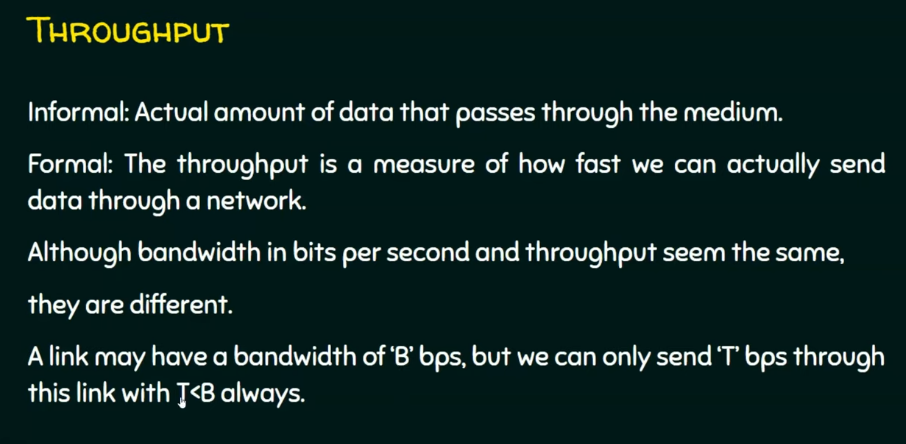 THROUGHPUT
Informal: Actual amount of data that passes through the medium.
Formal: The throughput is a measure of how fast we can actually send
data through a network.
Although bandwidth in bits per second and throughput seem the same,
they are different.
A link may have a bandwidth of ‘B’ bps, but we can only send ‘T’ bps through
this link with T<B always.